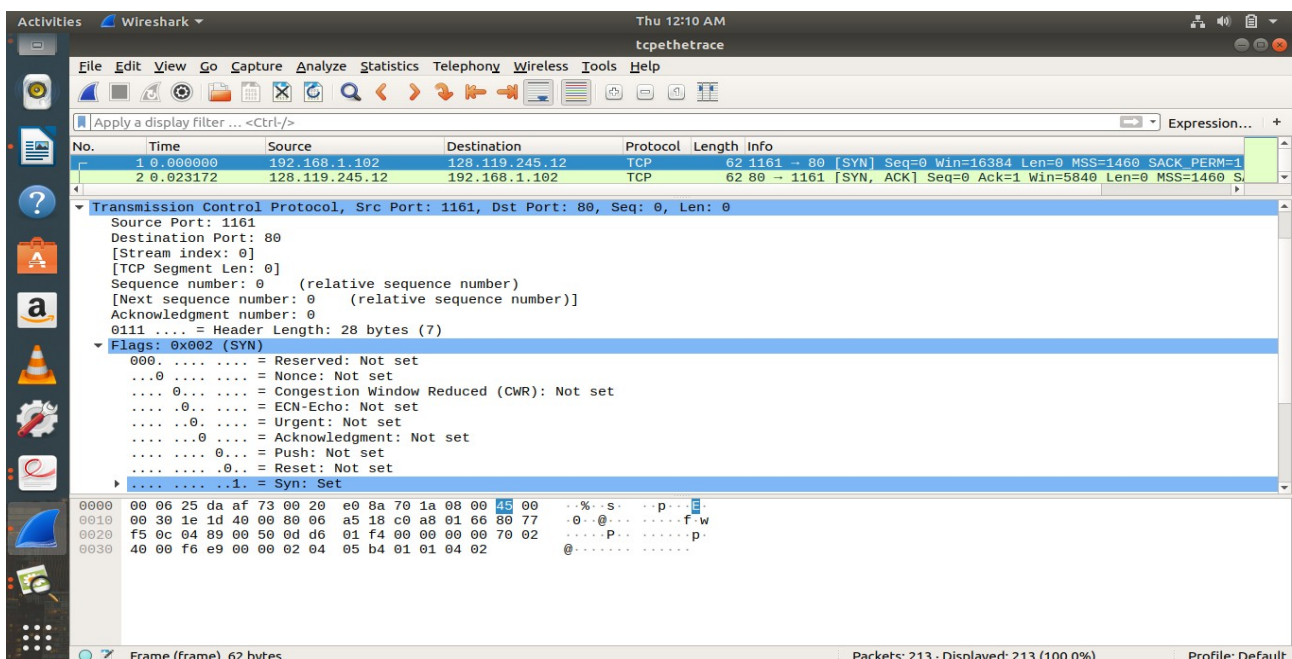 Activities Wireshark Thu 12:10 AM
tcpethetrace
File Edit View Go Capture Analyze Statistics Telephony Wireless Tools Help
Apply a display filter ... <Ctrl-/> Expression... +
No. Time Source Destination Protocol Length Info
1 0.000000 192.168.1.102 128.119.245.12 TCP 62 1161 → 80 [SYN] Seq=0 Win=16384 Len=0 MSS=1460 SACK_PERM=1
2 0.023172 128.119.245.12 192.168.1.102 TCP 62 80 → 1161 [SYN, ACK] Seq=0 Ack=1 Win=5840 Len=0 MSS=1460
Transmission Control Protocol, Src Port: 1161, Dst Port: 80, Seq: 0, Len: 0
Source Port: 1161
Destination Port: 80
[Stream index: 0]
[TCP Segment Len: 0]
Sequence number: 0 (relative sequence number)
[Next sequence number: 0 (relative sequence number)]
Acknowledgment number: 0
0111 .... = Header Length: 28 bytes (7)
Flags: 0x002 (SYN)
000. .... .... = Reserved: Not set
...0 .... .... = Nonce: Not set
.... 0... .... = Congestion Window Reduced (CWR): Not set
.... .0.. .... = ECN-Echo: Not set
.... ..0. .... = Urgent: Not set
.... ...0 .... = Acknowledgment: Not set
.... .... 0... = Push: Not set
.... .... .0.. = Reset: Not set
.... .... ..1. = Syn: Set
0000 00 06 25 da af 73 00 20 e0 8a 70 1a 08 00 45 00 ··%··s· ··p···E·
0010 00 30 1e 1d 40 00 80 06 a5 18 c0 a8 01 66 80 77 ·0··@··· ·····f·w
0020 f5 0c 04 89 00 50 0d d6 01 f4 00 00 00 00 70 02 ·····P·· ······p·
0030 40 00 f6 e9 00 00 02 04 05 b4 01 01 04 02 @······· ······
Frame (frame), 62 bytes Packets: 213 · Displayed: 213 (100.0%) Profile: Default